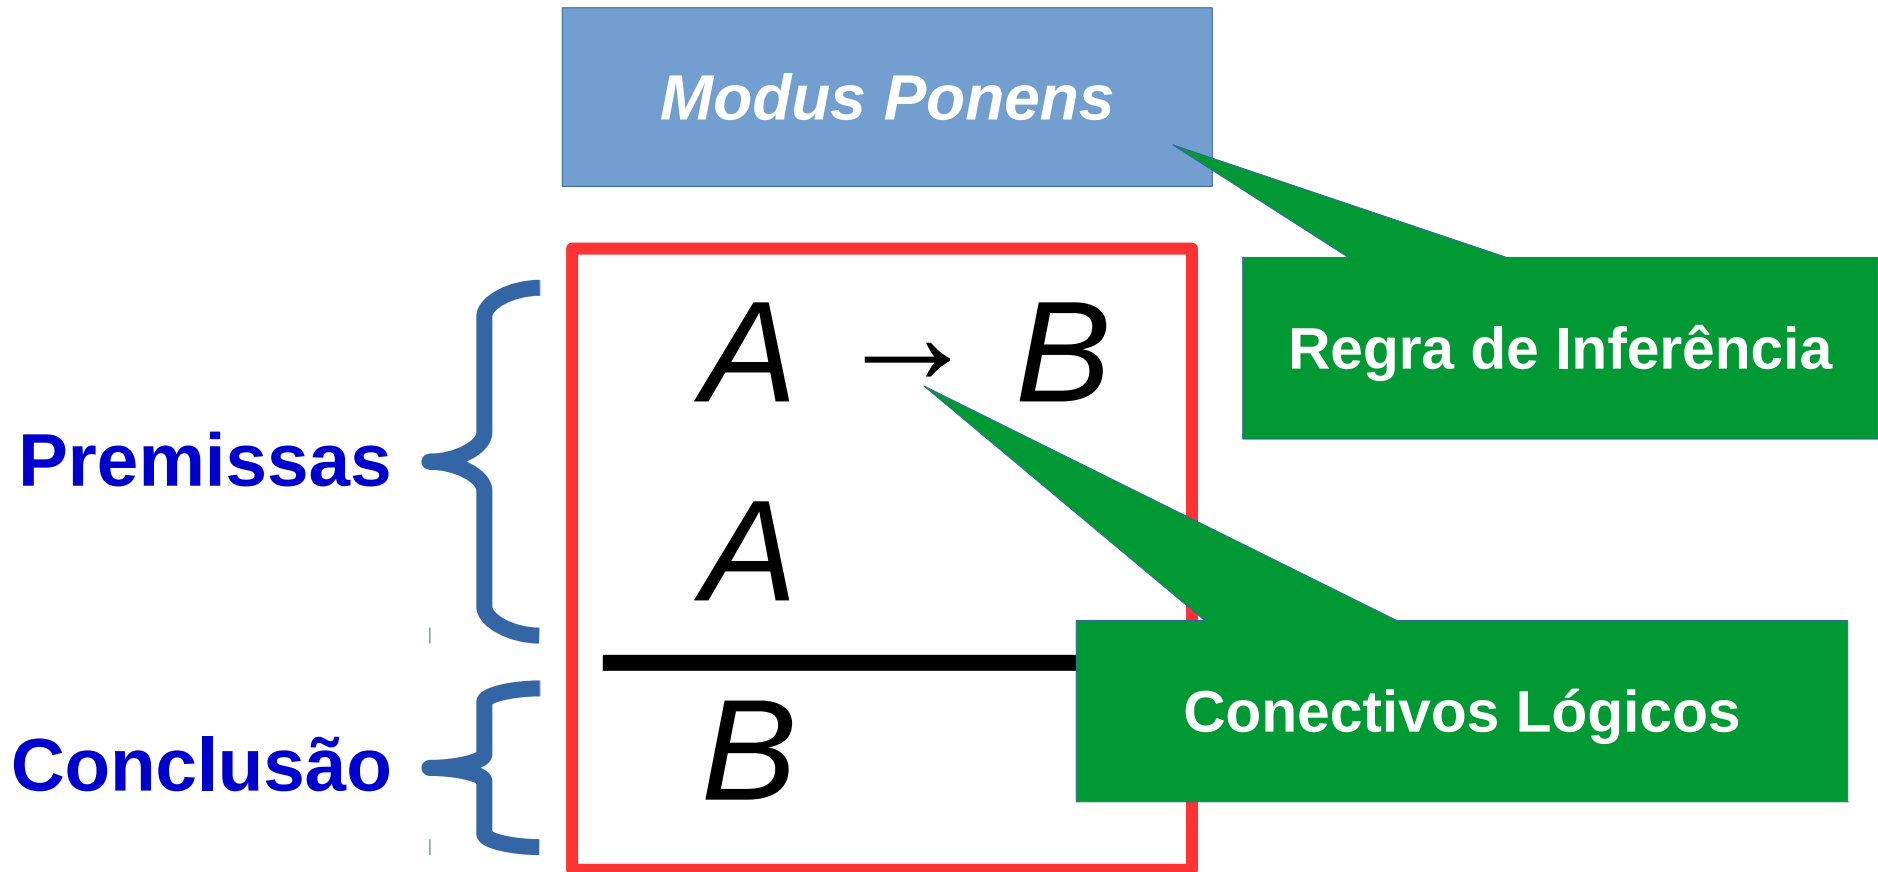 Modus Ponens
A → B
Regra de Inferência
Premissas
A
Conectivos Lógicos
Conclusão
B